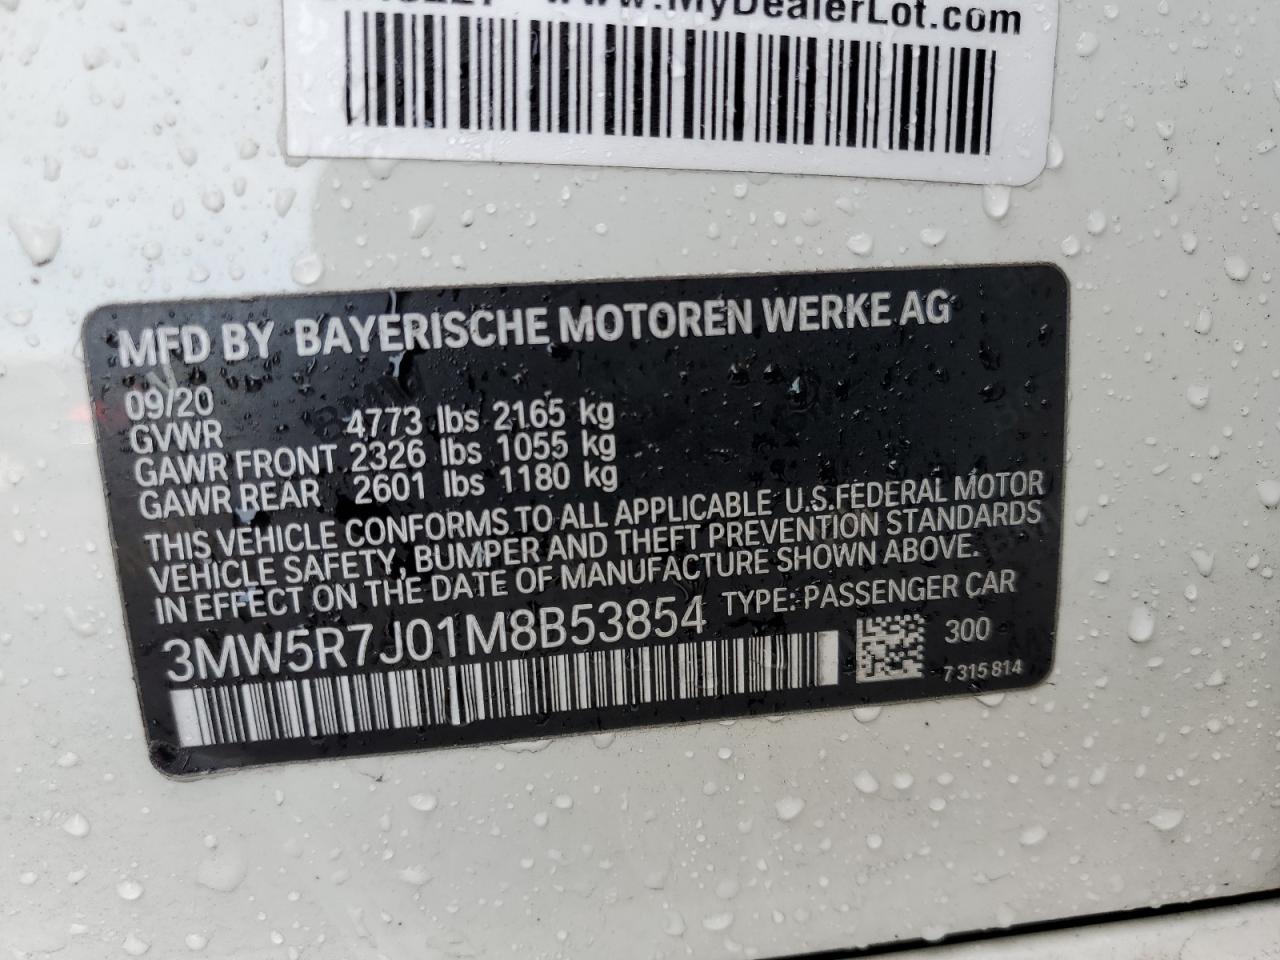 www.MyDealerLot.com
MFD BY BAYERISCHE MOTOREN WERKE AG
09/20
GVWR 4773 lbs 2165 kg
GAWR FRONT 2326 lbs 1055 kg
GAWR REAR 2601 lbs 1180 kg
THIS VEHICLE CONFORMS TO ALL APPLICABLE U.S.FEDERAL MOTOR
VEHICLE SAFETY, BUMPER AND THEFT PREVENTION STANDARDS
IN EFFECT ON THE DATE OF MANUFACTURE SHOWN ABOVE.
3MW5R7J01M8B53854 TYPE: PASSENGER CAR
300
7 315 814